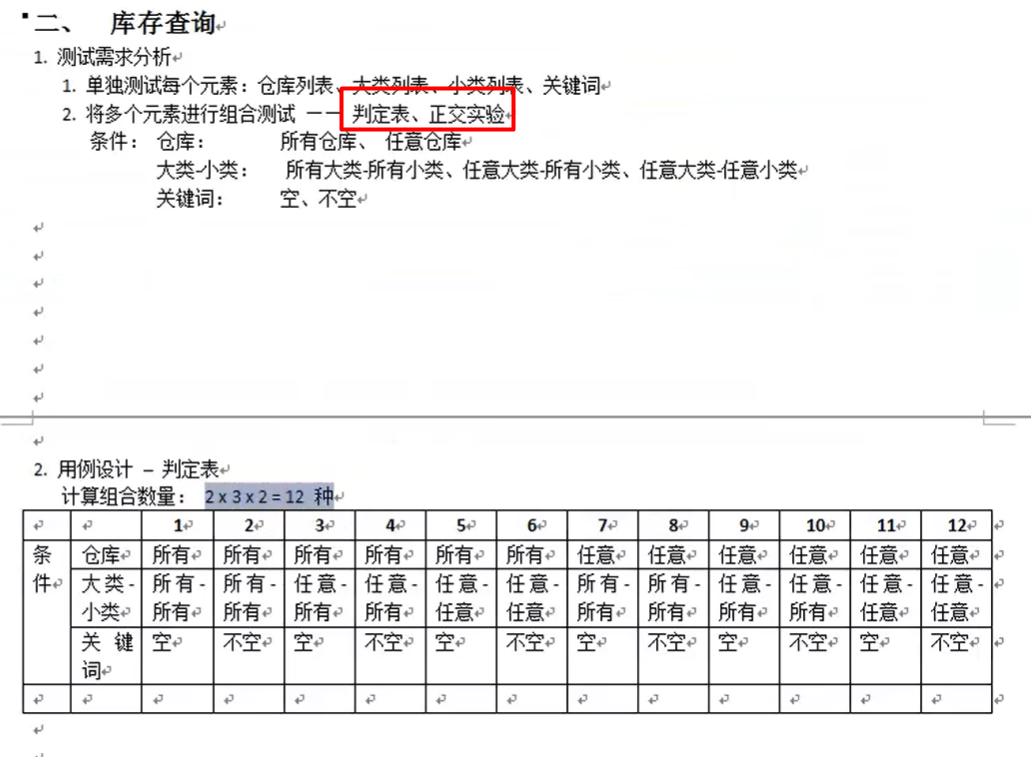 二、 库存查询
1. 测试需求分析
1. 单独测试每个元素：仓库列表、大类列表、小类列表、关键词
2. 将多个元素进行组合测试 －－ 判定表、正交实验
条件： 仓库： 所有仓库、 任意仓库
大类-小类： 所有大类-所有小类、任意大类-所有小类、任意大类-任意小类
关键词： 空、不空
2. 用例设计 – 判定表
计算组合数量： 2 x 3 x 2 = 12 种
1 2 3 4 5 6 7 8 9 10 11 12
条件 仓库 所有 所有 所有 所有 所有 所有 任意 任意 任意 任意 任意 任意
大类-小类 所有-所有 所有-所有 任意-所有 任意-所有 任意-任意 任意-任意 所有-所有 所有-所有 任意-所有 任意-所有 任意-任意 任意-任意
关键词 空 不空 空 不空 空 不空 空 不空 空 不空 空 不空